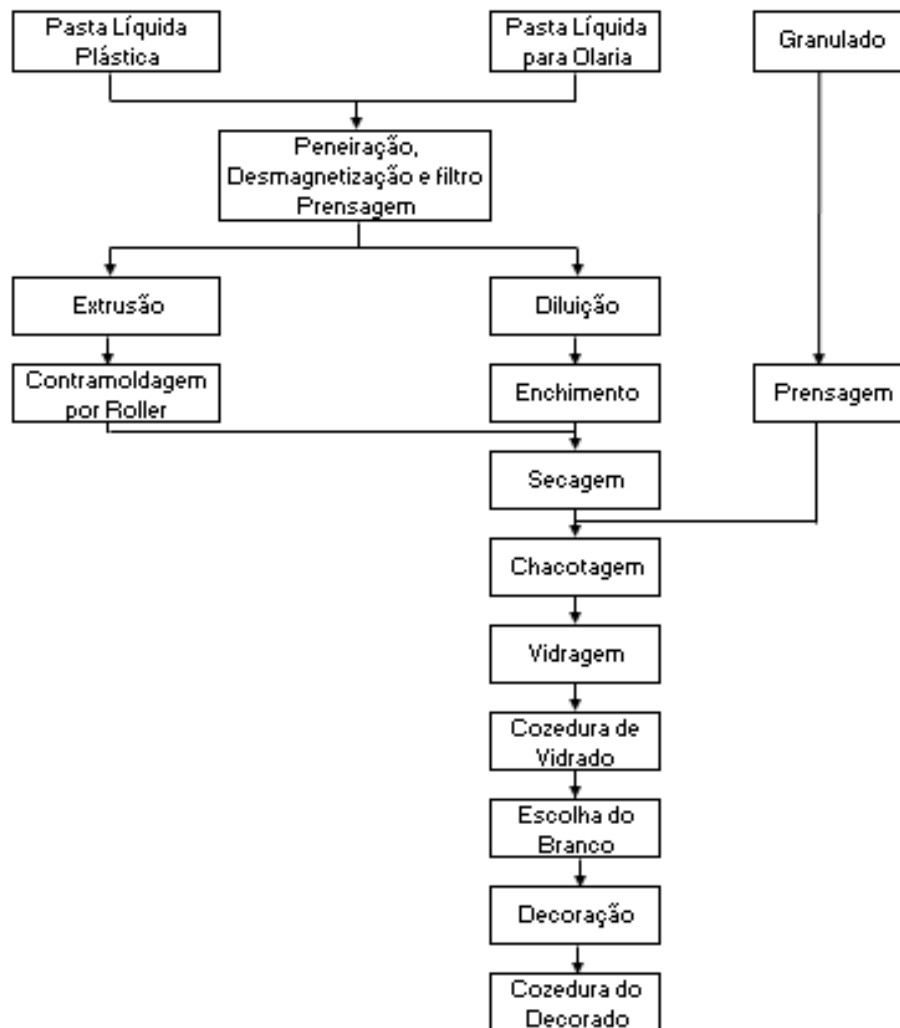 Pasta Líquida
Plástica
Pasta Líquida
para Olaria
Granulado
Peneiração,
Desmagnetização e filtro
Prensagem
Extrusão
Diluição
Contramoldagem
por Roller
Enchimento
Prensagem
Secagem
Chacotagem
Vidragem
Cozedura de
Vidrado
Escolha do
Branco
Decoração
Cozedura do
Decorado